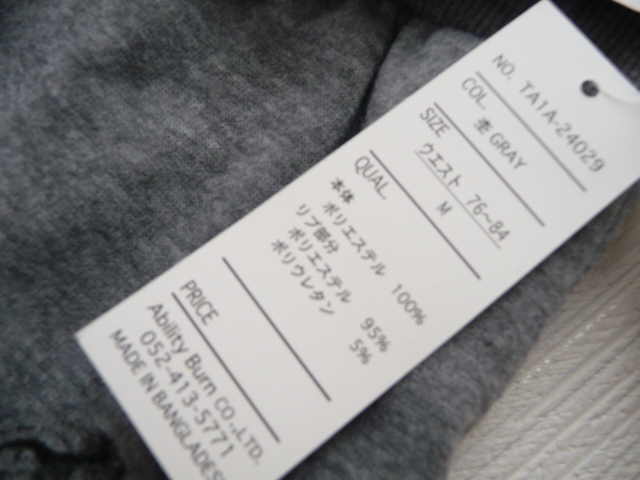 NO. TA1A-24029
COL. 杢 GRAY
SIZE ウエスト 76~84
M
QUAL.
本体
ポリエステル 100%
リブ部分
ポリエステル 95%
ポリウレタン 5%
PRICE
Ability Burn CO.,LTD.
052-413-5771
MADE IN BANGLADES